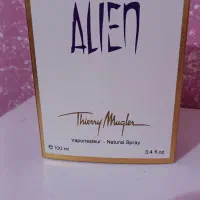 ALIEN
Thierry Mugler
Vaporisateur - Natural Spray
℮ 100 ml 3.4 fl.oz